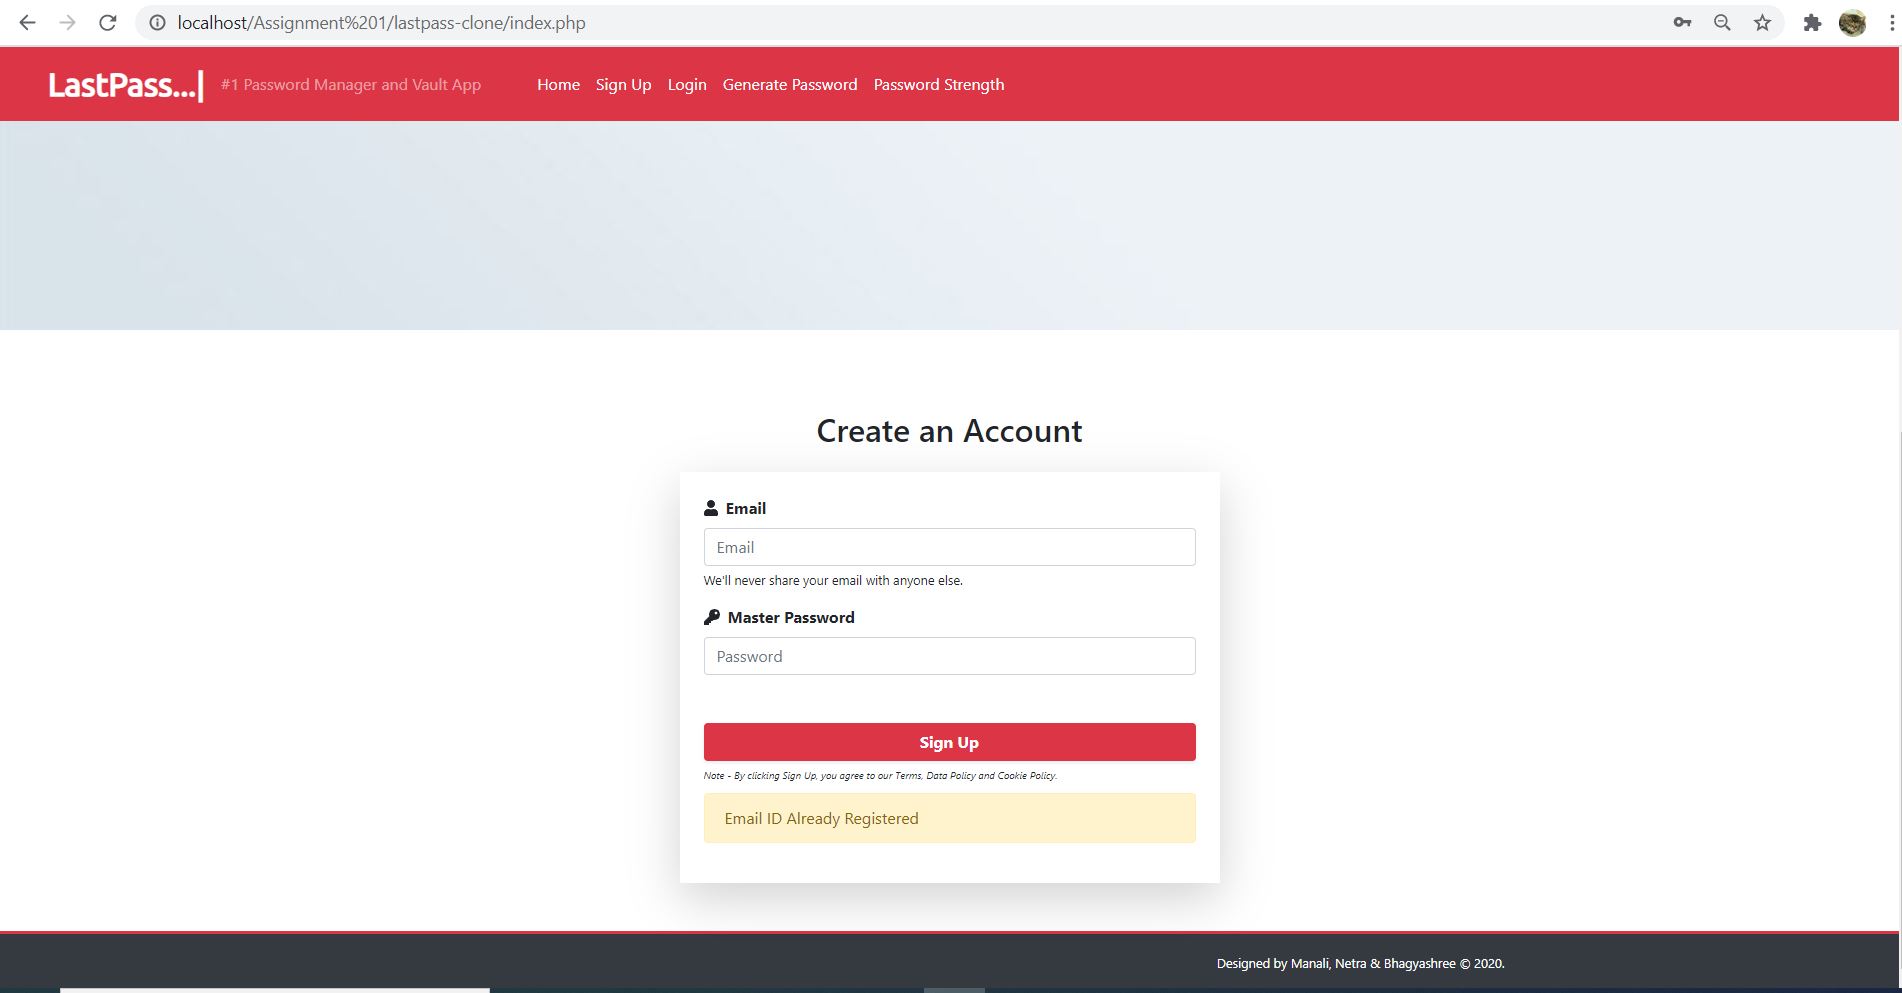 localhost/Assignment%201/lastpass-clone/index.php
LastPass...| #1 Password Manager and Vault App Home Sign Up Login Generate Password Password Strength
Create an Account
Email
Email
We'll never share your email with anyone else.
Master Password
Password
Sign Up
Note - By clicking Sign Up, you agree to our Terms, Data Policy and Cookie Policy.
Email ID Already Registered
Designed by Manali, Netra & Bhagyashree © 2020.